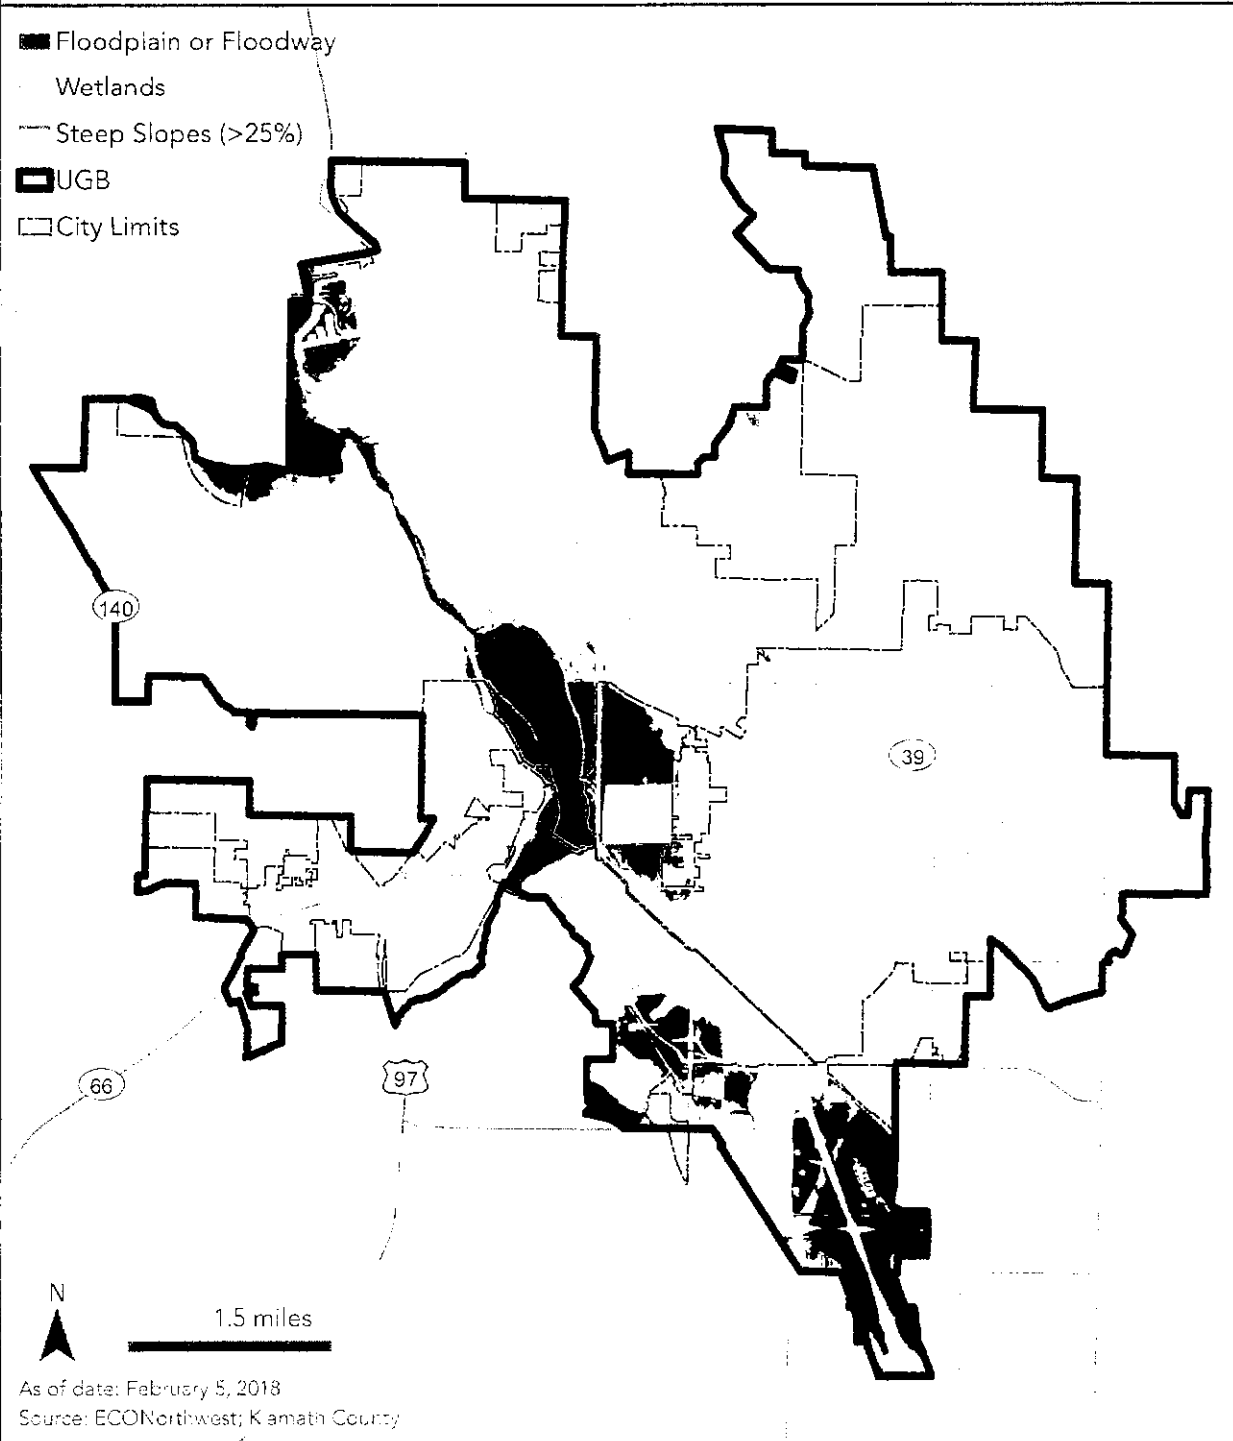 Floodplain or Floodway
Wetlands
Steep Slopes (>25%)
UGB
City Limits
140
39
66
97
N
1.5 miles
As of date: February 5, 2018
Source: ECONorthwest; Klamath County